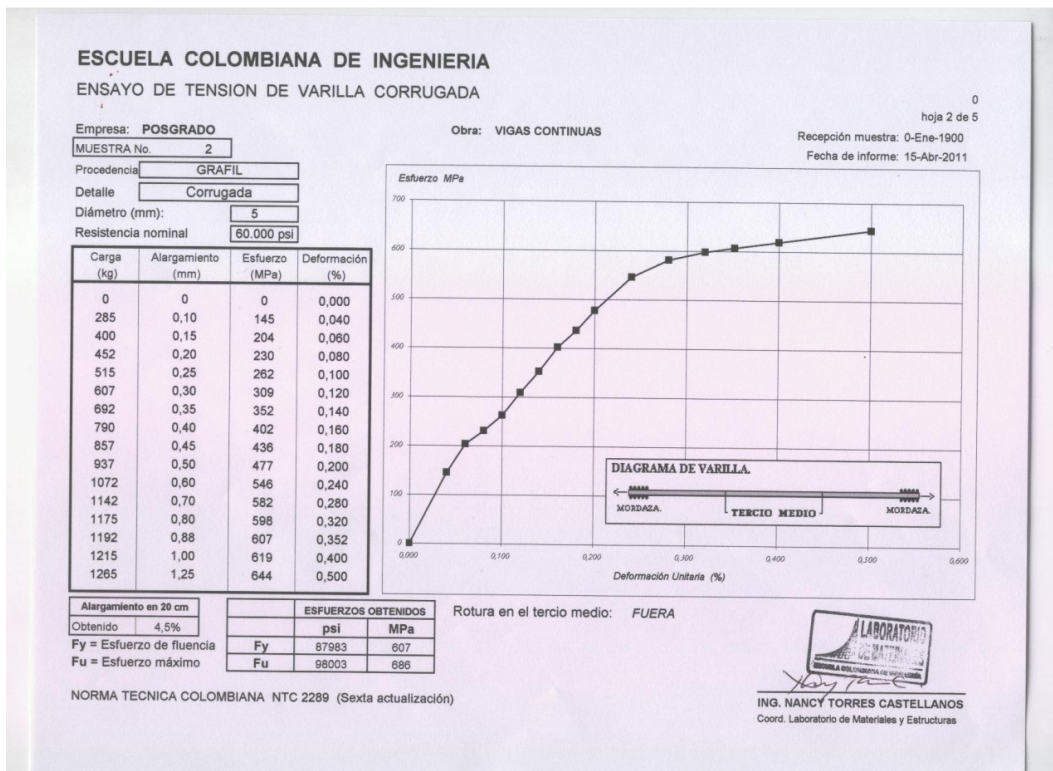 ESCUELA COLOMBIANA DE INGENIERIA
ENSAYO DE TENSION DE VARILLA CORRUGADA
0
hoja 2 de 5
Empresa: POSGRADO
Obra: VIGAS CONTINUAS
Recepción muestra: 0-Ene-1900
MUESTRA No. 2
Fecha de informe: 15-Abr-2011
Procedencia GRAFIL
Detalle Corrugada
Diámetro (mm): 5
Resistencia nominal 60.000 psi
Carga (kg) Alargamiento (mm) Esfuerzo (MPa) Deformación (%)
0 0 0 0,000
285 0,10 145 0,040
400 0,15 204 0,060
452 0,20 230 0,080
515 0,25 262 0,100
607 0,30 309 0,120
692 0,35 352 0,140
790 0,40 402 0,160
857 0,45 436 0,180
937 0,50 477 0,200
1072 0,60 546 0,240
1142 0,70 582 0,280
1175 0,80 598 0,320
1192 0,88 607 0,352
1215 1,00 619 0,400
1265 1,25 644 0,500
Esfuerzo MPa
700
600
500
400
300
200
100
0
0,000 0,100 0,200 0,300 0,400 0,500 0,600
Deformación Unitaria (%)
DIAGRAMA DE VARILLA.
MORDAZA. TERCIO MEDIO MORDAZA.
Alargamiento en 20 cm
Obtenido 4,5%
Fy = Esfuerzo de fluencia
Fu = Esfuerzo máximo
ESFUERZOS OBTENIDOS
psi MPa
Fy 87983 607
Fu 98003 686
Rotura en el tercio medio: FUERA
LABORATORIO
ESCUELA COLOMBIANA DE INGENIERIA
ING. NANCY TORRES CASTELLANOS
Coord. Laboratorio de Materiales y Estructuras
NORMA TECNICA COLOMBIANA NTC 2289 (Sexta actualización)